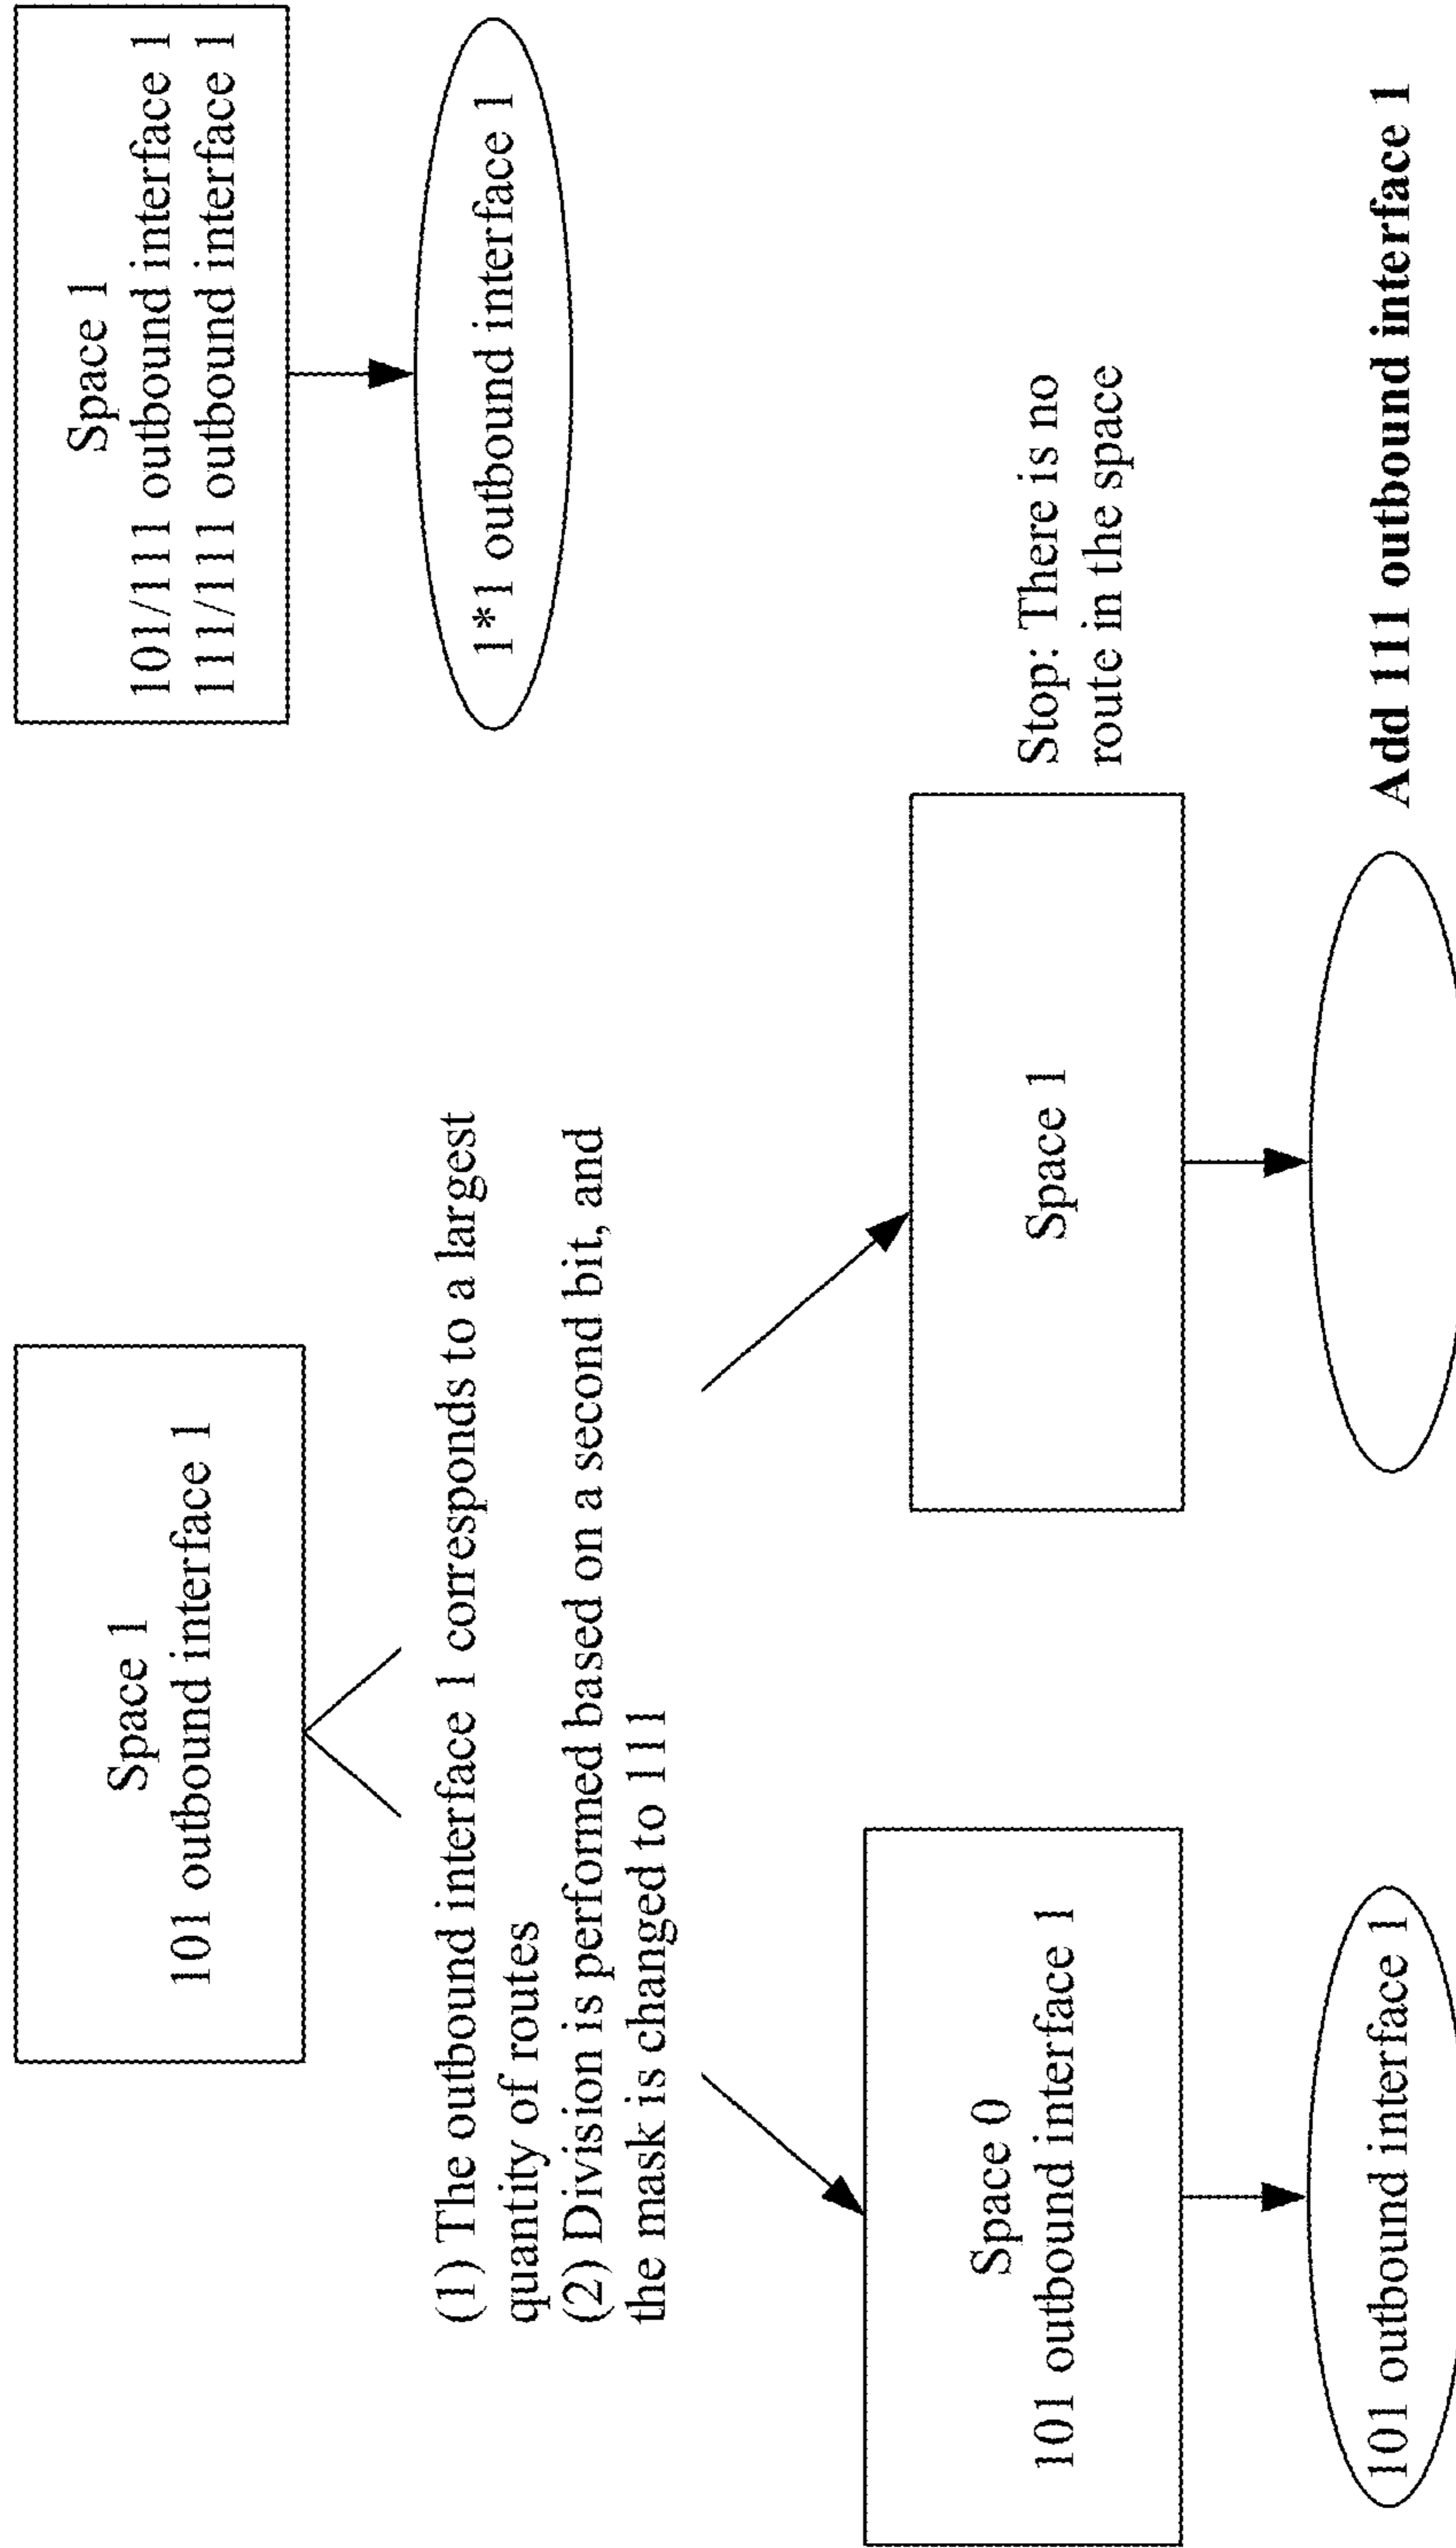 Space 1
101 outbound interface 1
(1) The outbound interface 1 corresponds to a largest
quantity of routes
(2) Division is performed based on a second bit, and
the mask is changed to 111
Space 0
101 outbound interface 1
101 outbound interface 1
Space 1
Stop: There is no
route in the space
Add 111 outbound interface 1
Space 1
101/111 outbound interface 1
111/111 outbound interface 1
1*1 outbound interface 1